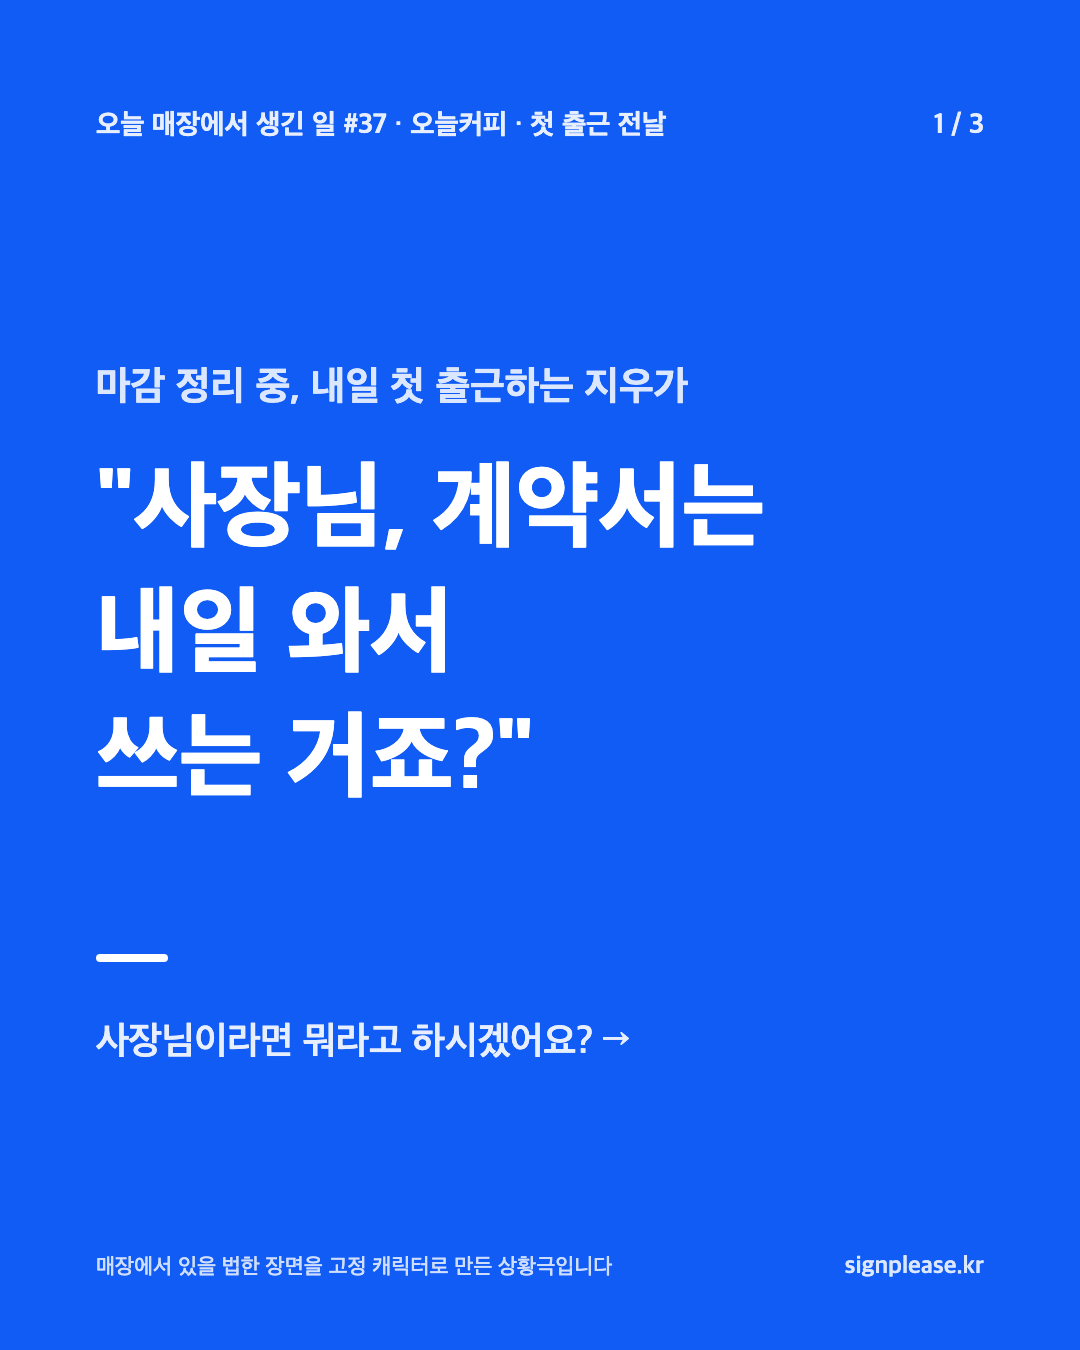 오늘 매장에서 생긴 일 #37 · 오늘커피 · 첫 출근 전날
1 / 3
마감 정리 중, 내일 첫 출근하는 지우가
"사장님, 계약서는
내일 와서
쓰는 거죠?"
사장님이라면 뭐라고 하시겠어요? →
매장에서 있을 법한 장면을 고정 캐릭터로 만든 상황극입니다
signplease.kr